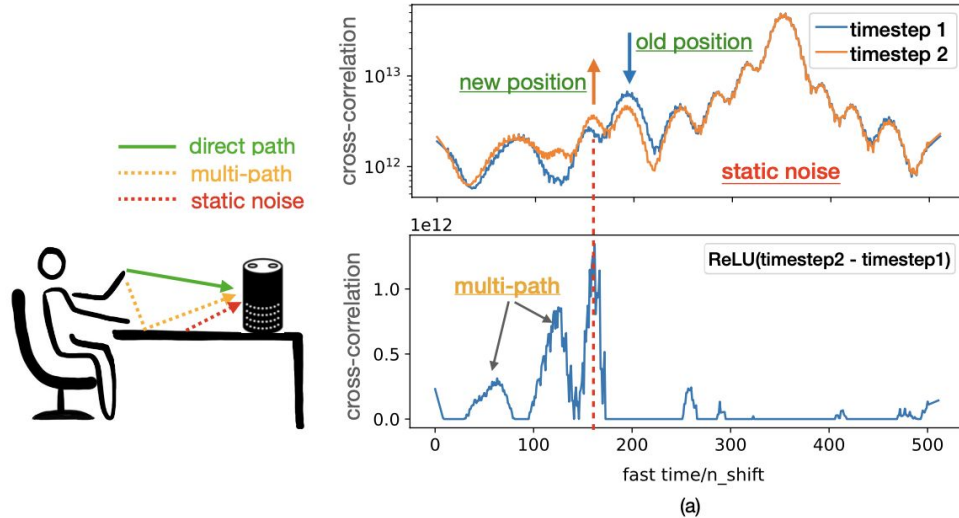 direct path
multi-path
static noise
cross-correlation
10^13
10^12
timestep 1
timestep 2
old position
new position
static noise
1e12
cross-correlation
1.0
0.5
0.0
ReLU(timestep2 - timestep1)
multi-path
0 100 200 300 400 500
fast time/n_shift
(a)